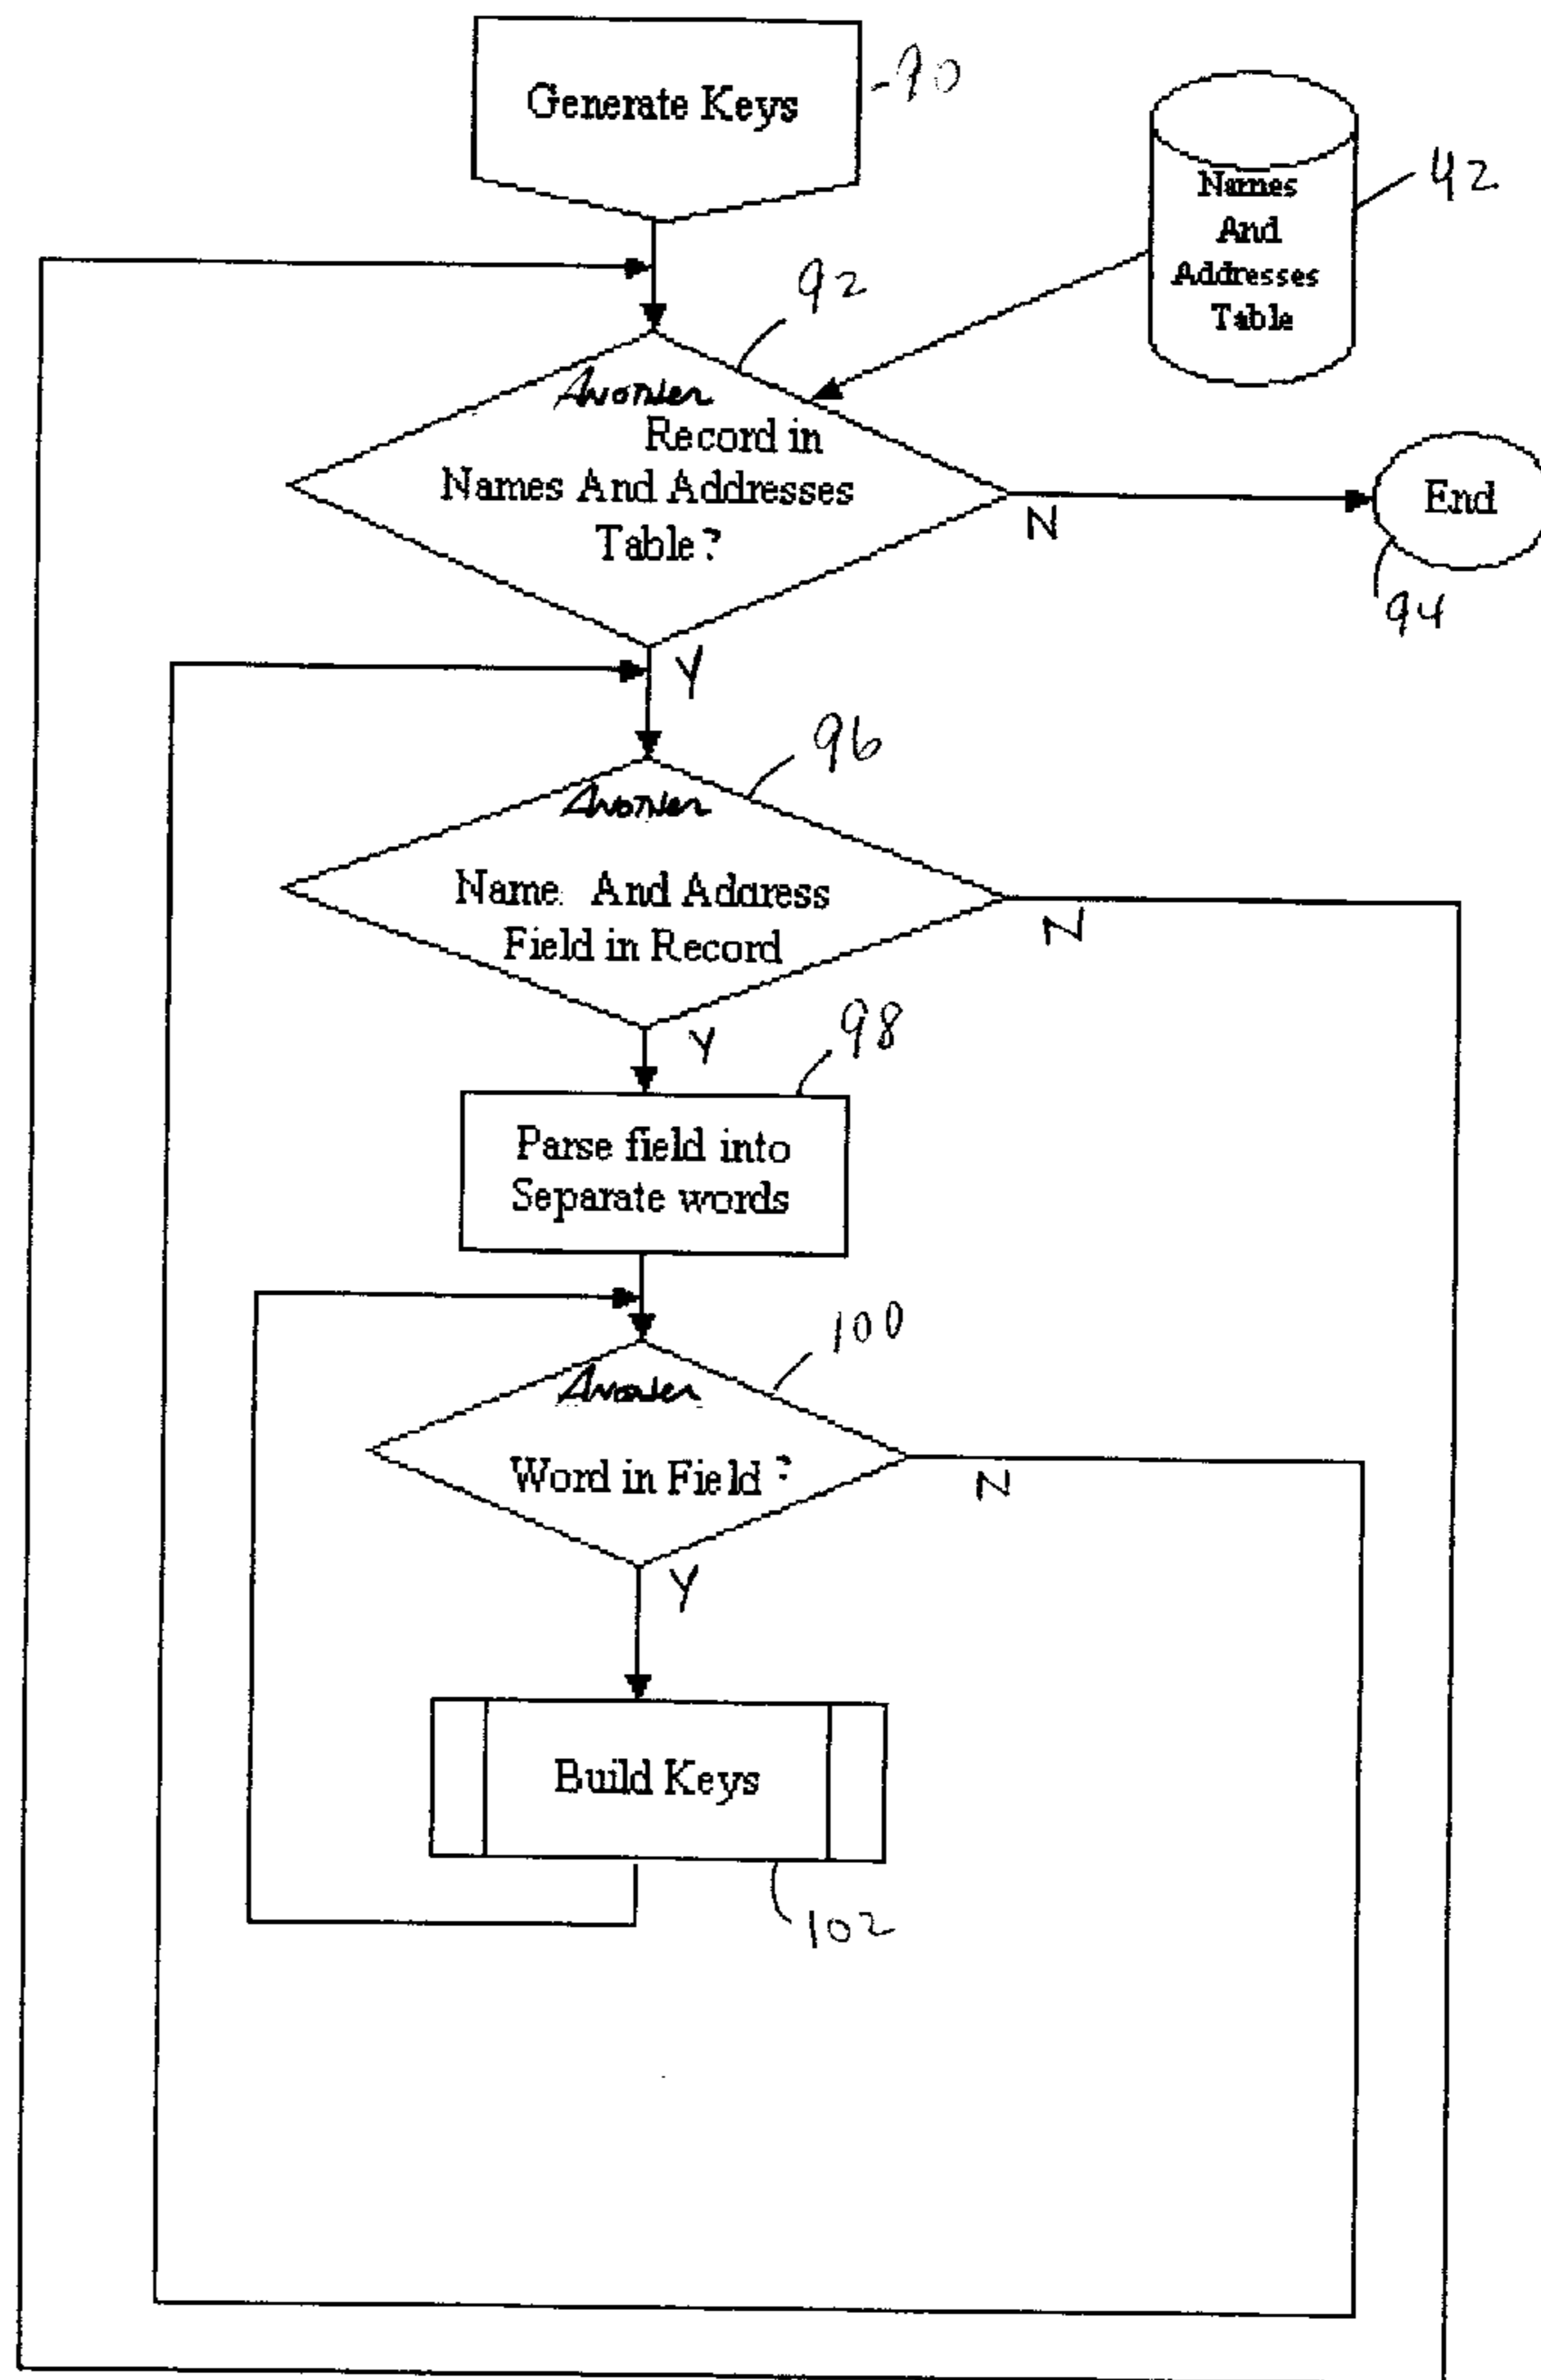 Generate Keys
90
Names
And
Addresses
Table
42
92
Another
Record in
Names And Addresses
Table?
N
End
94
Y
96
Another
Name And Address
Field in Record
N
Y
98
Parse field into
Separate words
100
Another
Word in Field?
N
Y
Build Keys
102